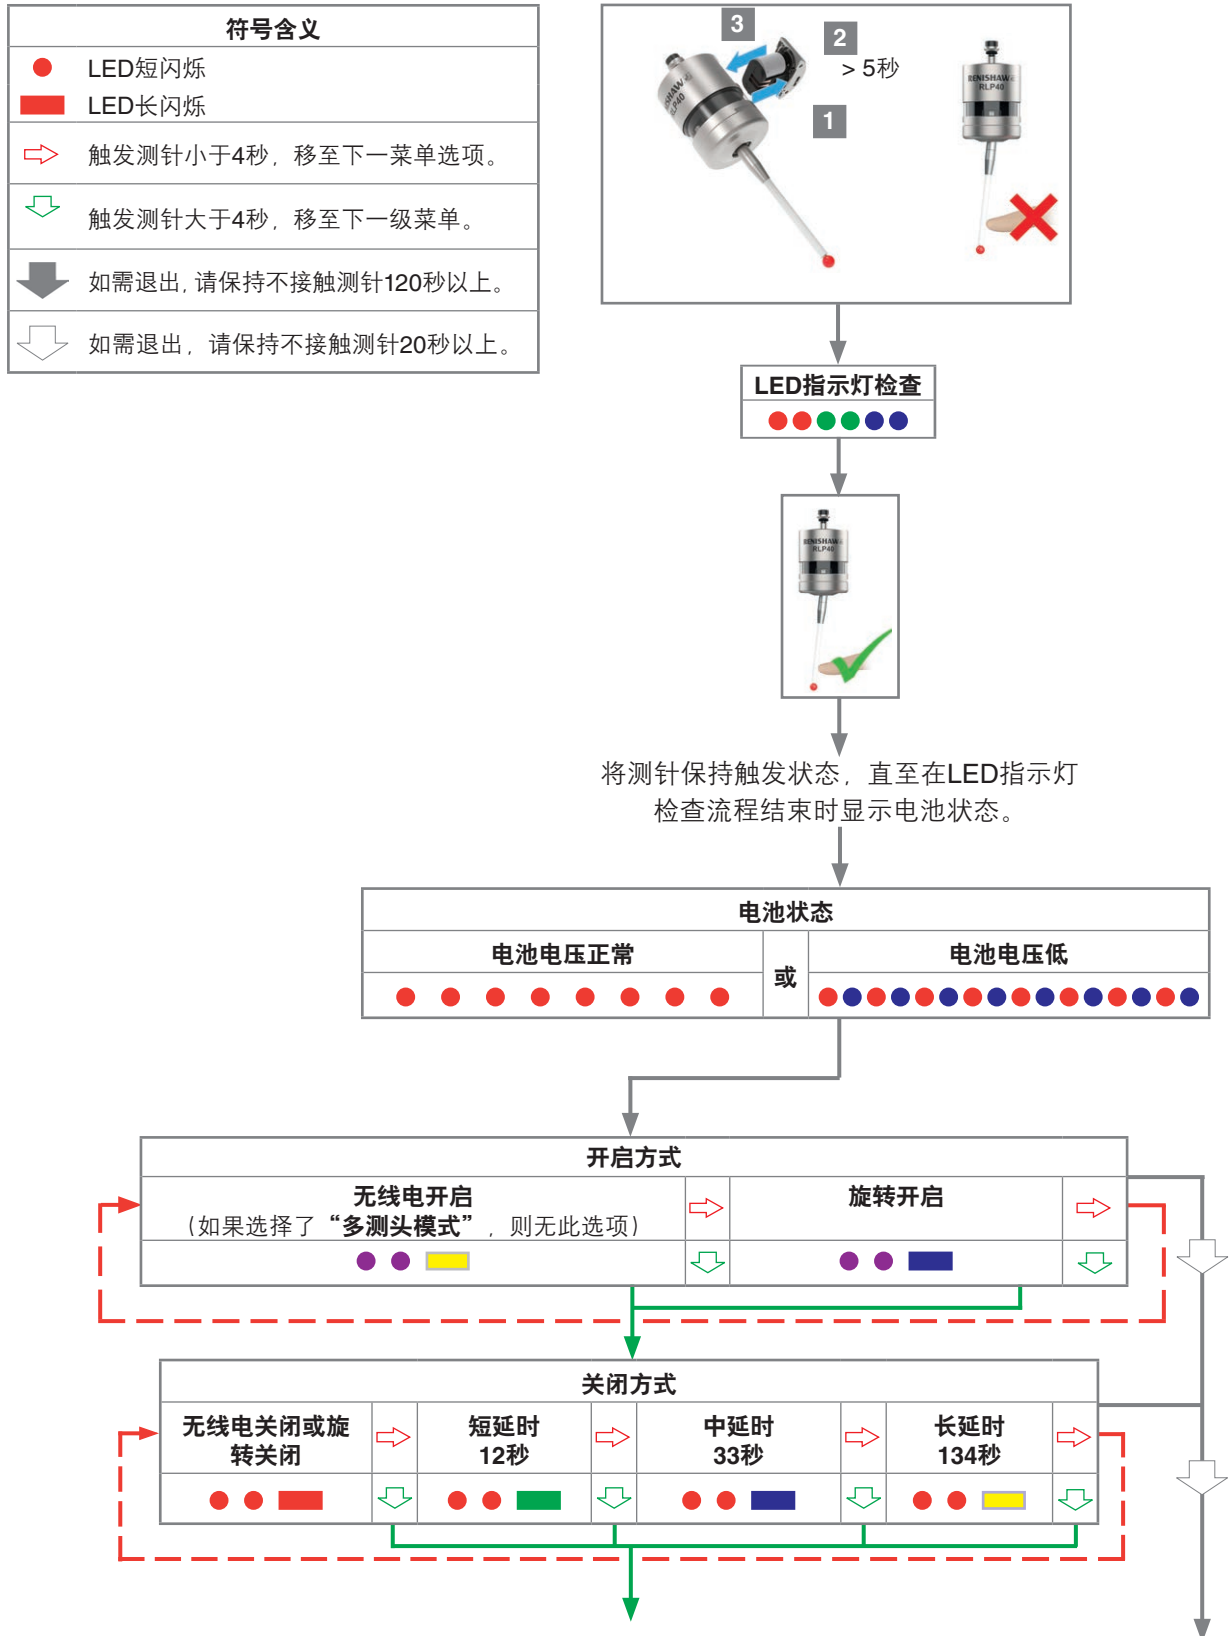 符号含义
LED短闪烁
LED长闪烁
触发测针小于4秒，移至下一菜单选项。
触发测针大于4秒，移至下一级菜单。
如需退出,请保持不接触测针120秒以上。
如需退出，请保持不接触测针20秒以上。
3
2
> 5秒
1
RENISHAW
RLP40
RENISHAW
RLP40
LED指示灯检查
RENISHAW
RLP40
将测针保持触发状态，直至在LED指示灯
检查流程结束时显示电池状态。
电池状态
电池电压正常
或
电池电压低
开启方式
无线电开启
（如果选择了“多测头模式”，则无此选项）
旋转开启
关闭方式
无线电关闭或旋
转关闭
短延时
12秒
中延时
33秒
长延时
134秒